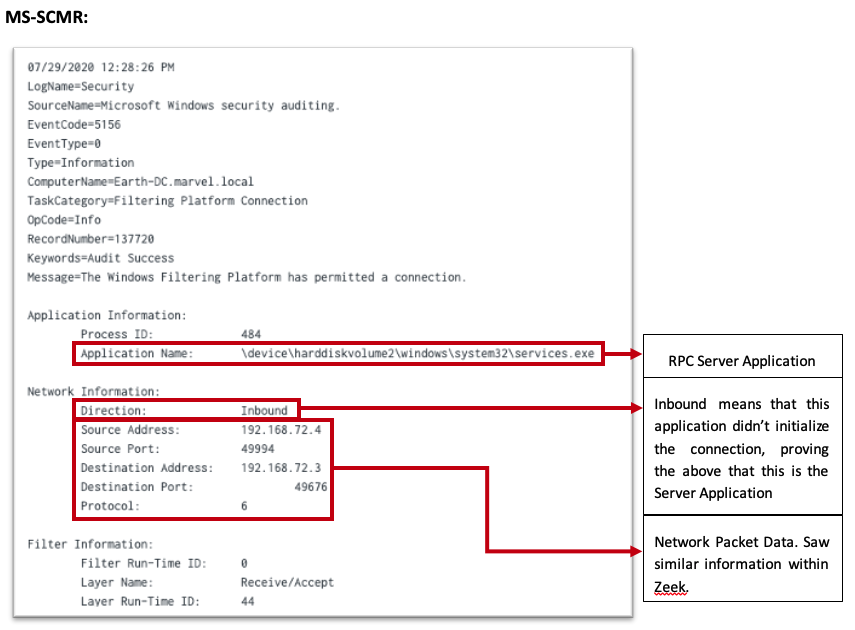 MS-SCMR:
07/29/2020 12:28:26 PM
LogName=Security
SourceName=Microsoft Windows security auditing.
EventCode=5156
EventType=0
Type=Information
ComputerName=Earth-DC.marvel.local
TaskCategory=Filtering Platform Connection
OpCode=Info
RecordNumber=137720
Keywords=Audit Success
Message=The Windows Filtering Platform has permitted a connection.
Application Information:
Process ID: 484
Application Name: \device\harddiskvolume2\windows\system32\services.exe
Network Information:
Direction: Inbound
Source Address: 192.168.72.4
Source Port: 49994
Destination Address: 192.168.72.3
Destination Port: 49676
Protocol: 6
Filter Information:
Filter Run-Time ID: 0
Layer Name: Receive/Accept
Layer Run-Time ID: 44
RPC Server Application
Inbound means that this
application didn't initialize
the connection, proving
the above that this is the
Server Application
Network Packet Data. Saw
similar information within
Zeek.